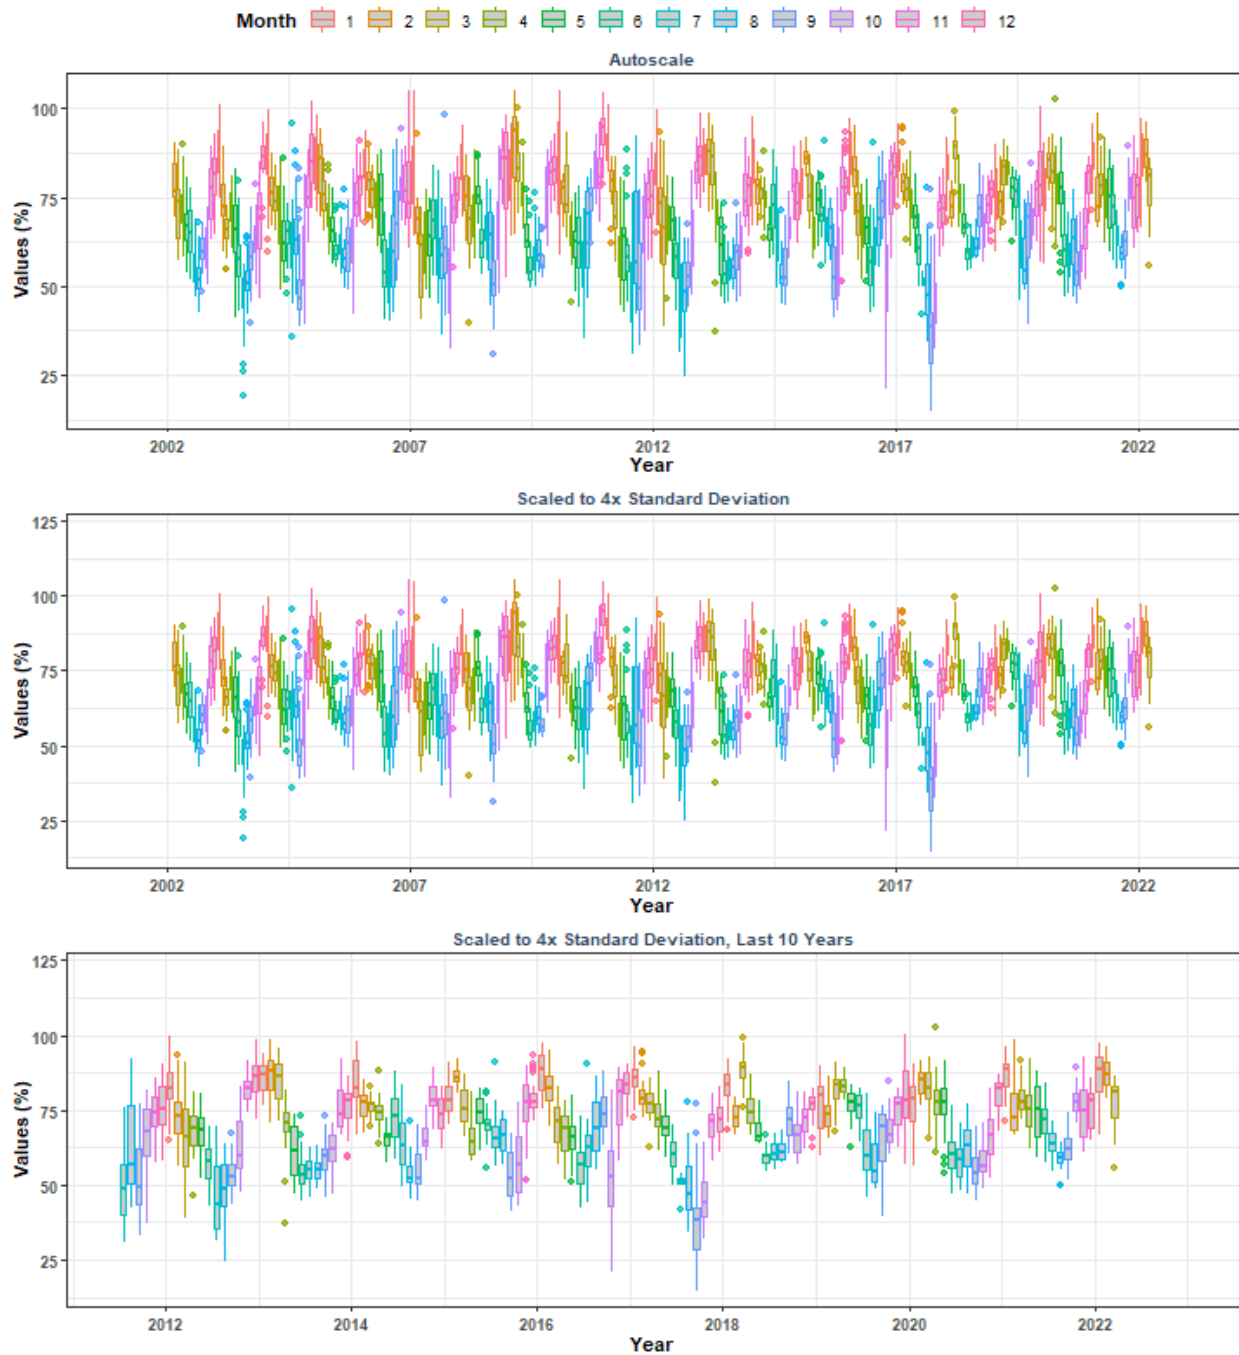 Month 1 2 3 4 5 6 7 8 9 10 11 12
Autoscale
Values (%)
100
75
50
25
2002 2007 2012 2017 2022
Year
Scaled to 4x Standard Deviation
Values (%)
125
100
75
50
25
2002 2007 2012 2017 2022
Year
Scaled to 4x Standard Deviation, Last 10 Years
Values (%)
125
100
75
50
25
2012 2014 2016 2018 2020 2022
Year